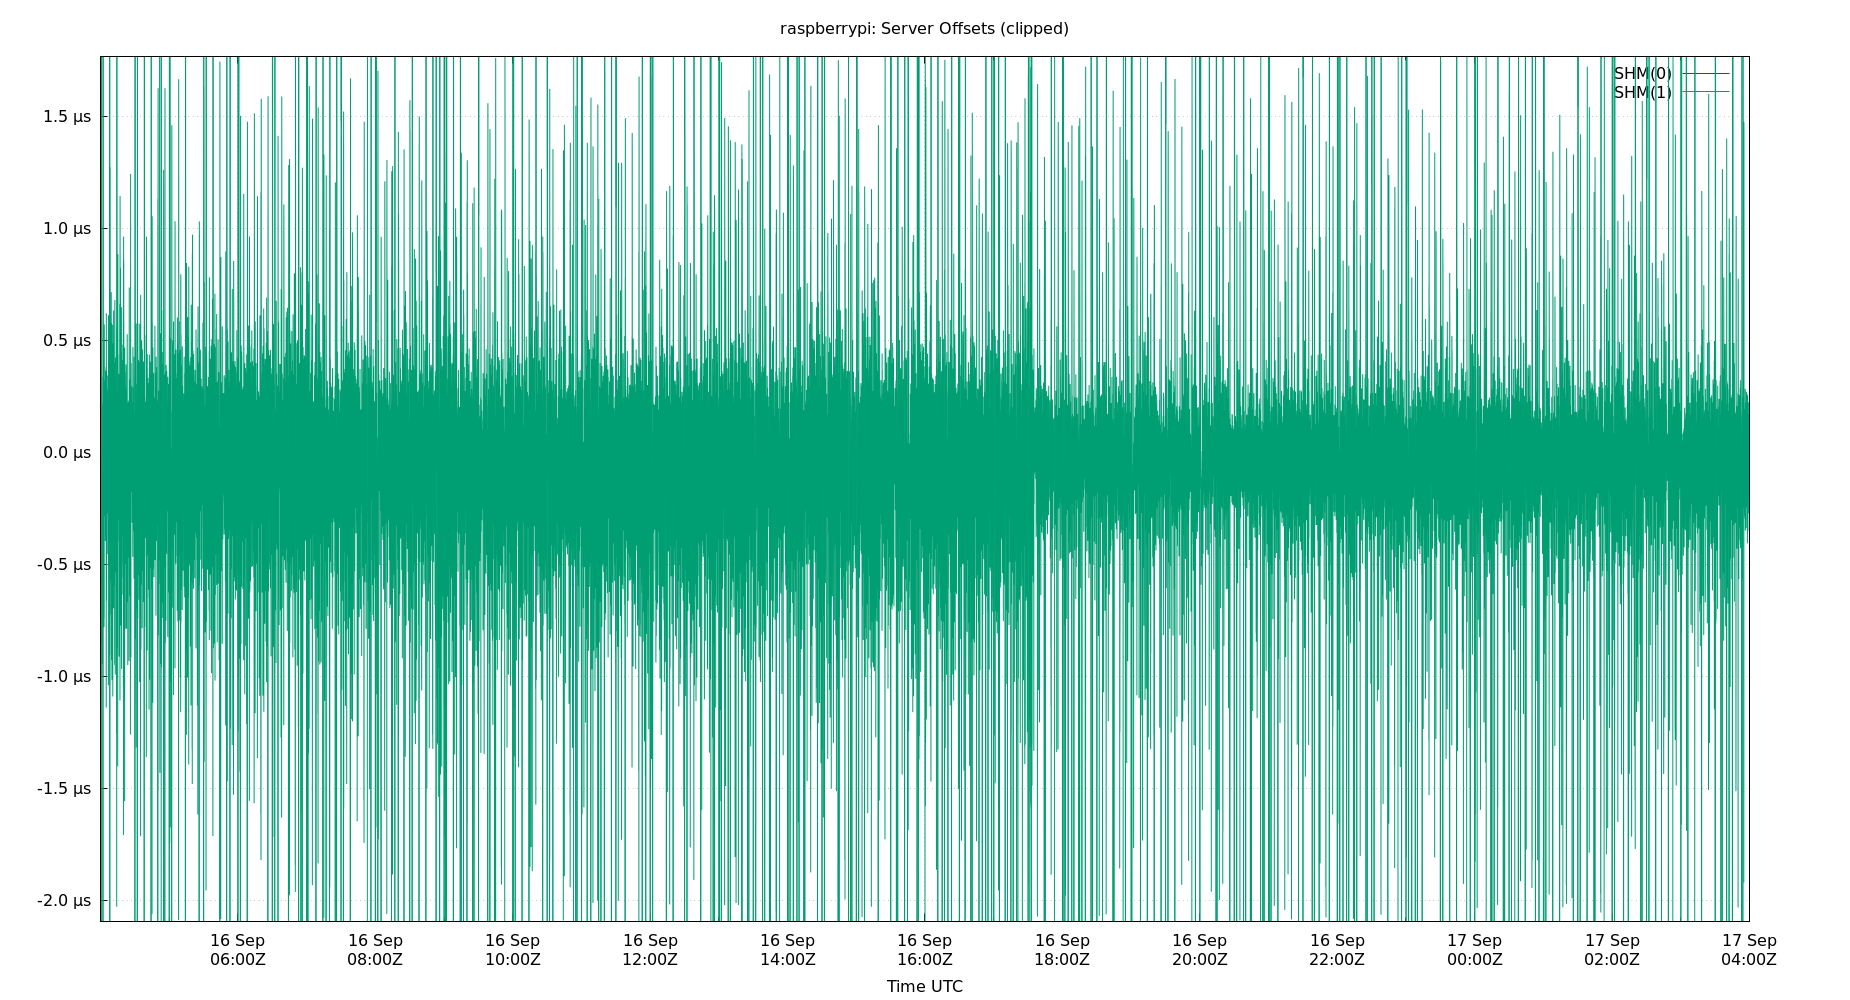 raspberrypi: Server Offsets (clipped)
SHM(0)
SHM(1)
1.5 µs
1.0 µs
0.5 µs
0.0 µs
-0.5 µs
-1.0 µs
-1.5 µs
-2.0 µs
16 Sep 16 Sep 16 Sep 16 Sep 16 Sep 16 Sep 16 Sep 16 Sep 16 Sep 17 Sep 17 Sep 17 Sep
06:00Z 08:00Z 10:00Z 12:00Z 14:00Z 16:00Z 18:00Z 20:00Z 22:00Z 00:00Z 02:00Z 04:00Z
Time UTC